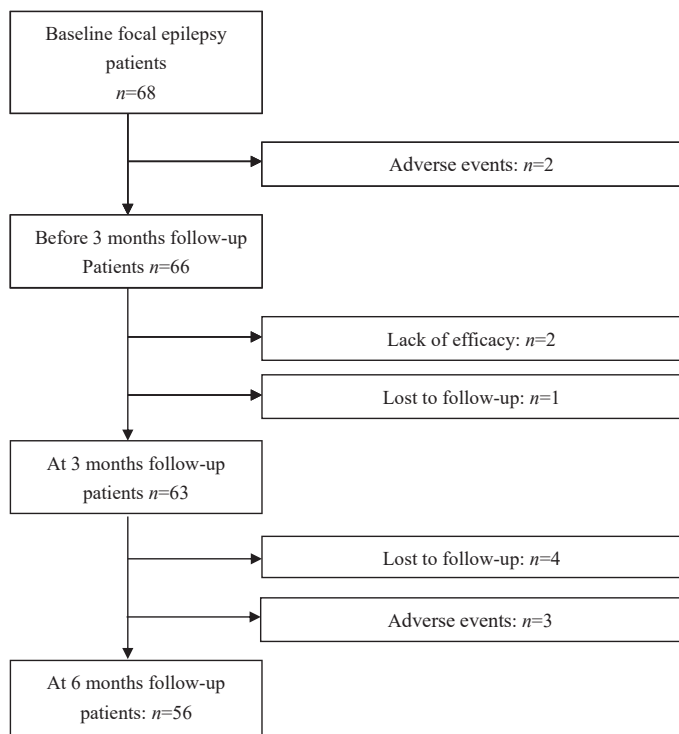 Baseline focal epilepsy
patients
n=68
Adverse events: n=2
Before 3 months follow-up
Patients n=66
Lack of efficacy: n=2
Lost to follow-up: n=1
At 3 months follow-up
patients n=63
Lost to follow-up: n=4
Adverse events: n=3
At 6 months follow-up
patients: n=56